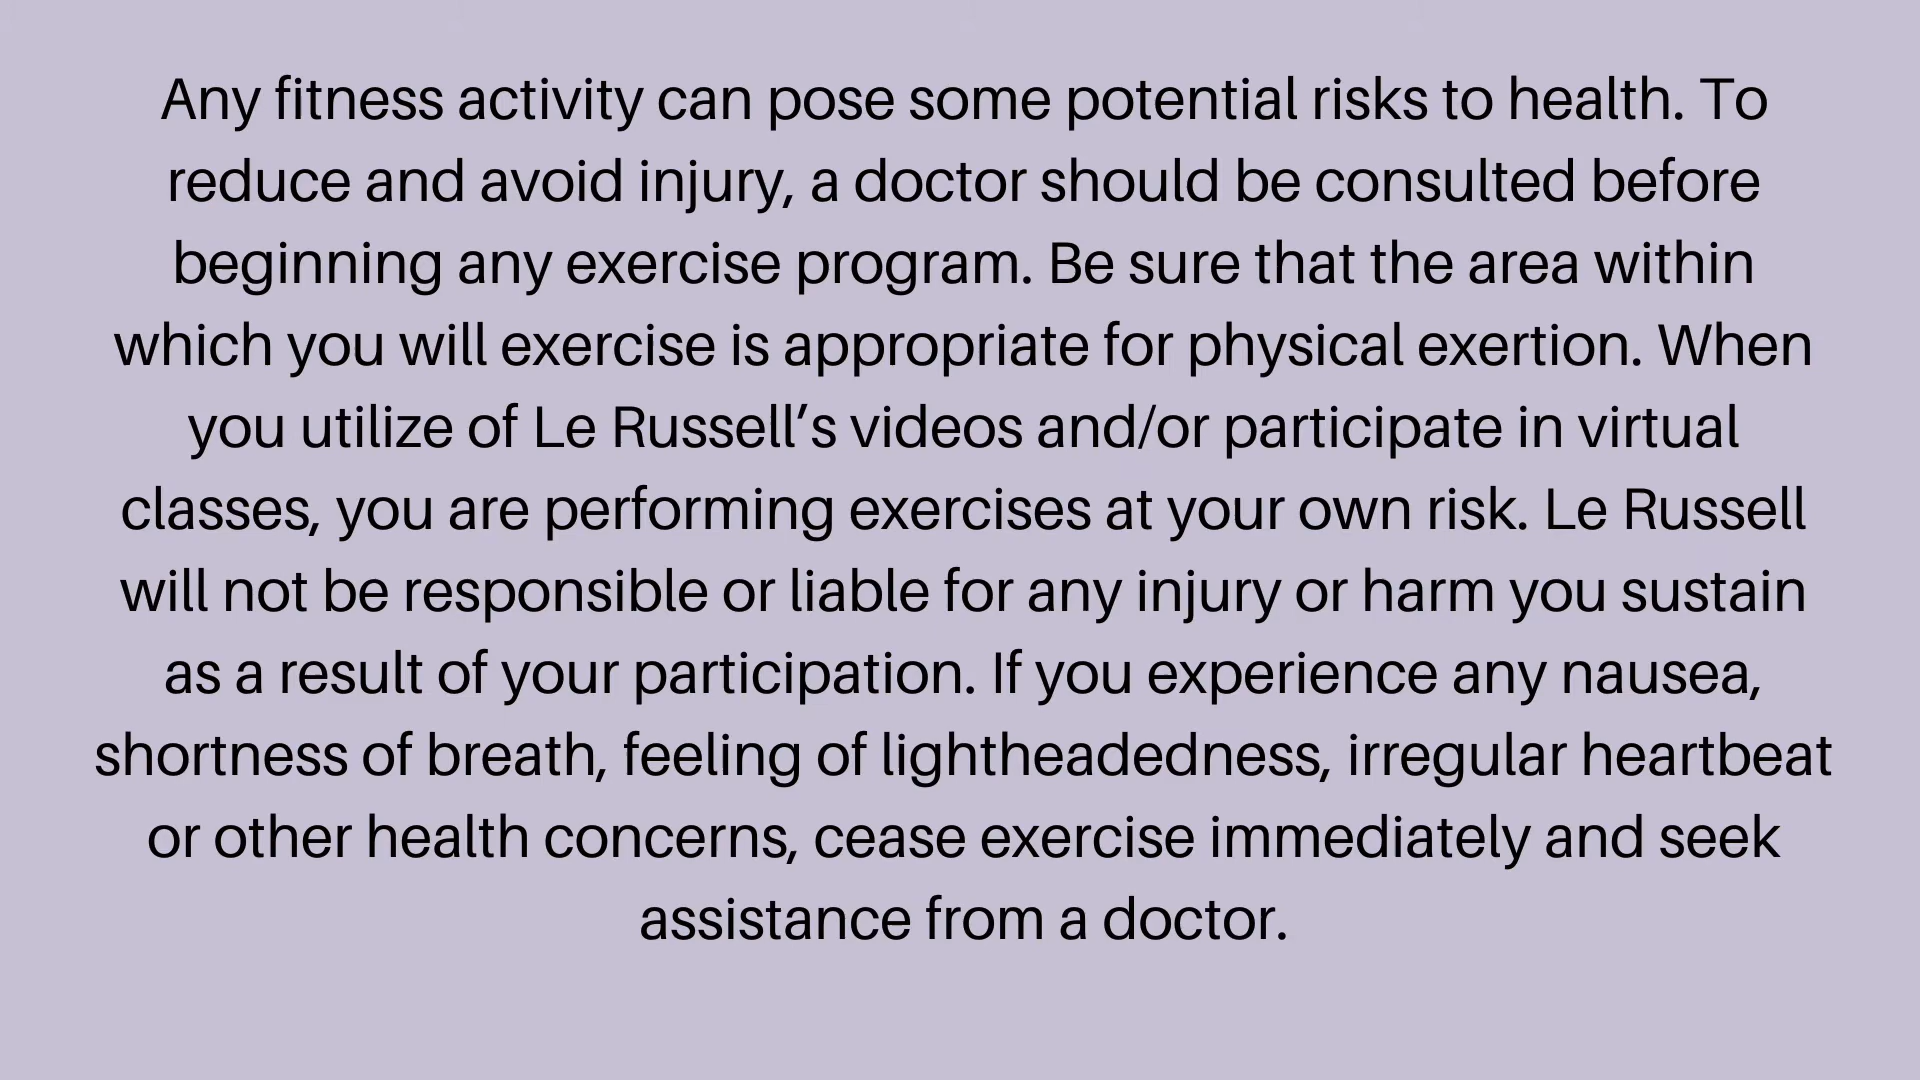 Any fitness activity can pose some potential risks to health. To
reduce and avoid injury, a doctor should be consulted before
beginning any exercise program. Be sure that the area within
which you will exercise is appropriate for physical exertion. When
you utilize of Le Russell’s videos and/or participate in virtual
classes, you are performing exercises at your own risk. Le Russell
will not be responsible or liable for any injury or harm you sustain
as a result of your participation. If you experience any nausea,
shortness of breath, feeling of lightheadedness, irregular heartbeat
or other health concerns, cease exercise immediately and seek
assistance from a doctor.